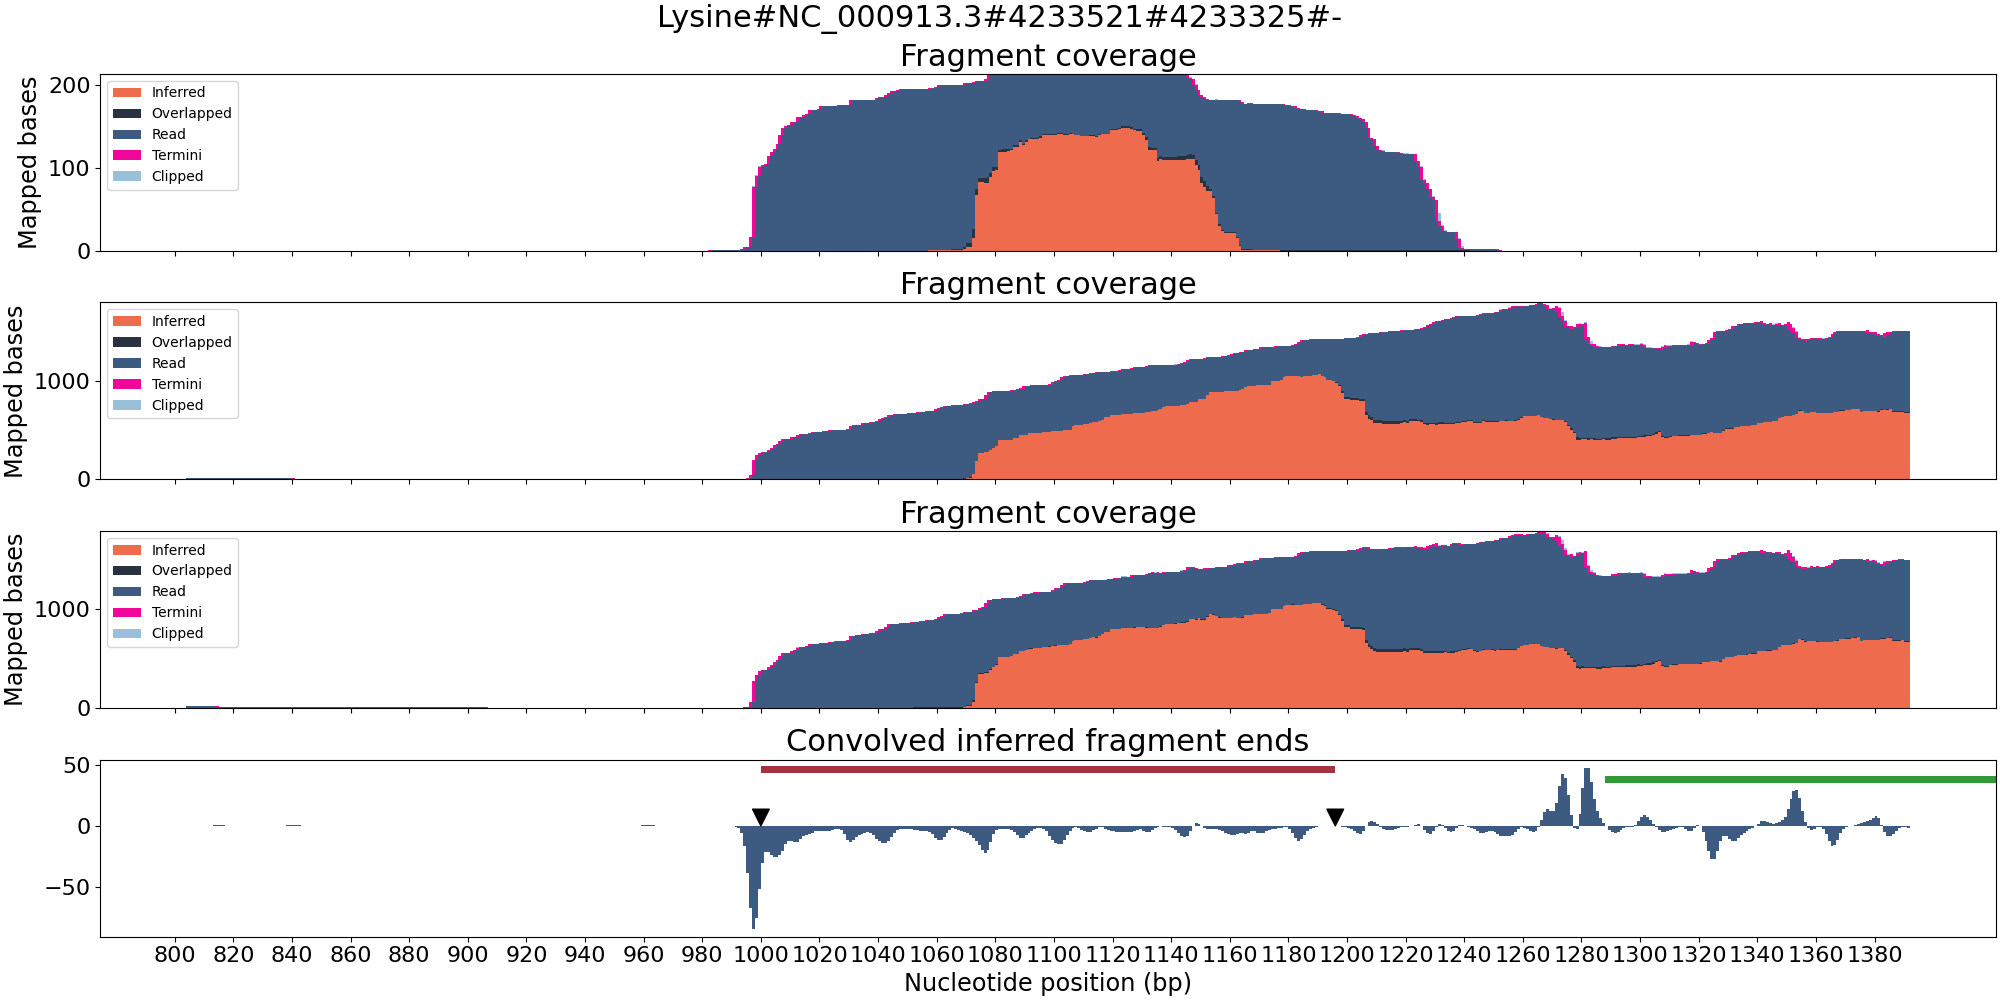 Lysine#NC_000913.3#4233521#4233325#-
Fragment coverage
Mapped bases
200
100
0
Inferred
Overlapped
Read
Termini
Clipped
Fragment coverage
Mapped bases
1000
0
Inferred
Overlapped
Read
Termini
Clipped
Fragment coverage
Mapped bases
1000
0
Inferred
Overlapped
Read
Termini
Clipped
Convolved inferred fragment ends
50
0
−50
800 820 840 860 880 900 920 940 960 980 1000 1020 1040 1060 1080 1100 1120 1140 1160 1180 1200 1220 1240 1260 1280 1300 1320 1340 1360 1380
Nucleotide position (bp)